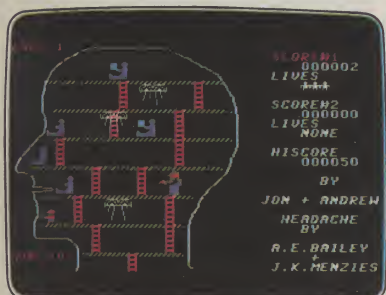 SCORE#1
000002
LIVES
SCORE#2
000000
LIVES
NONE
HISCORE
000050
BY
JON + ANDREW
HEADACHE
BY
A.E.BAILEY
+
J.K.MENZIES